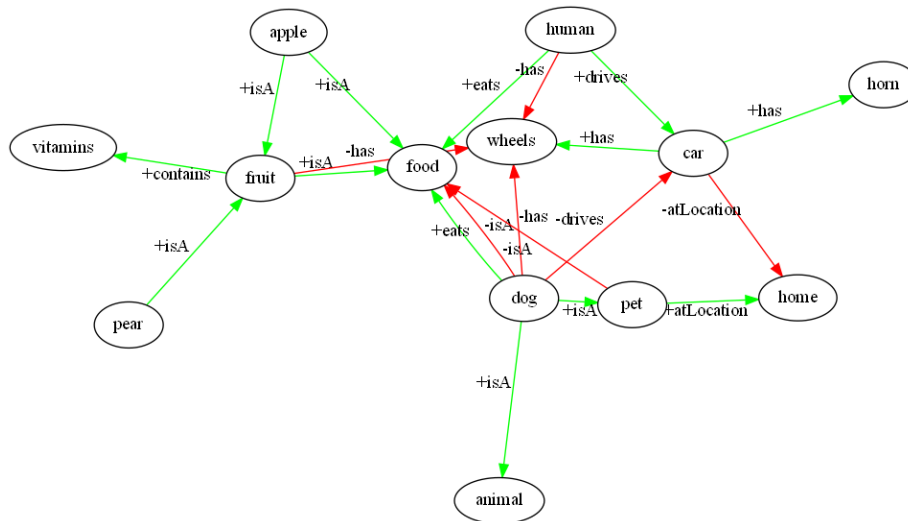 apple
human
+isA
+isA
+eats
-has
+drives
horn
+has
vitamins
wheels
+has
car
+contains
fruit
+isA
-has
food
-atLocation
+isA
+eats
-isA
-isA
-has
-drives
pear
dog
+isA
pet
+atLocation
home
+isA
animal